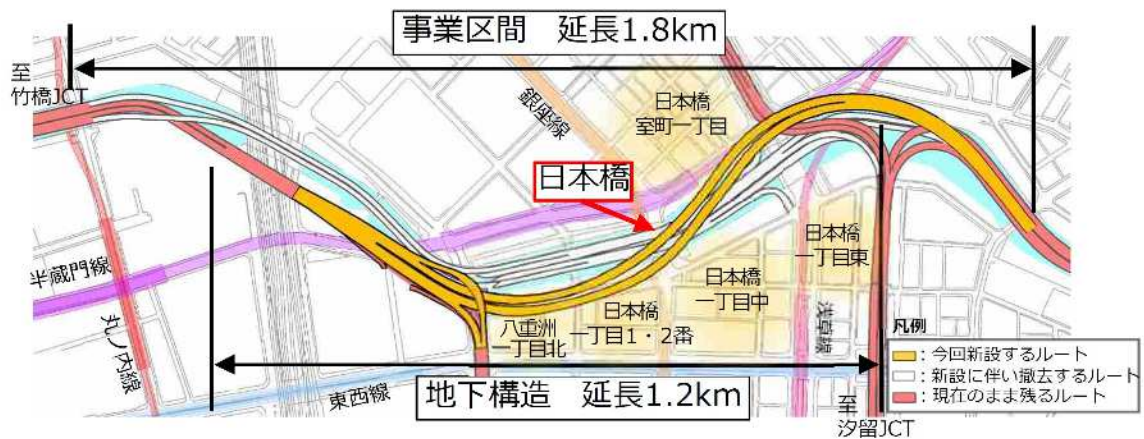 事業区間 延長1.8km
至
竹橋JCT
銀座線
日本橋
室町一丁目
日本橋
日本橋
一丁目東
日本橋
一丁目中
半蔵門線
丸ノ内線
八重洲
一丁目北
日本橋
一丁目1・2番
浅草線
東西線
地下構造 延長1.2km
凡例
：今回新設するルート
：新設に伴い撤去するルート
：現在のまま残るルート
至
汐留JCT